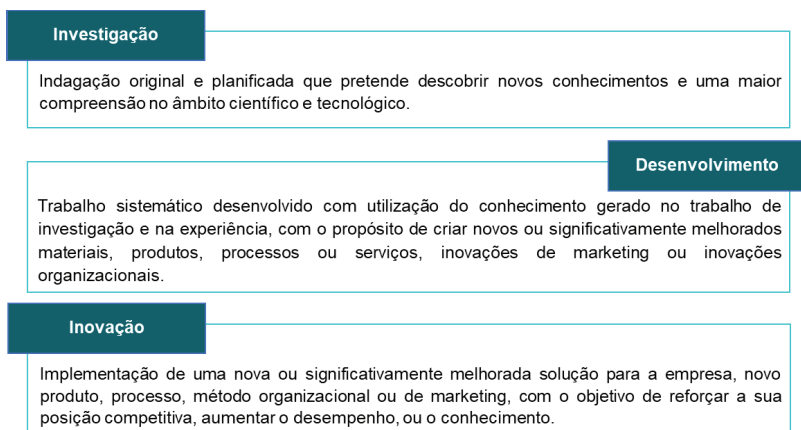 Investigação
Indagação original e planificada que pretende descobrir novos conhecimentos e uma maior
compreensão no âmbito científico e tecnológico.
Desenvolvimento
Trabalho sistemático desenvolvido com utilização do conhecimento gerado no trabalho de
investigação e na experiência, com o propósito de criar novos ou significativamente melhorados
materiais, produtos, processos ou serviços, inovações de marketing ou inovações
organizacionais.
Inovação
Implementação de uma nova ou significativamente melhorada solução para a empresa, novo
produto, processo, método organizacional ou de marketing, com o objetivo de reforçar a sua
posição competitiva, aumentar o desempenho, ou o conhecimento.